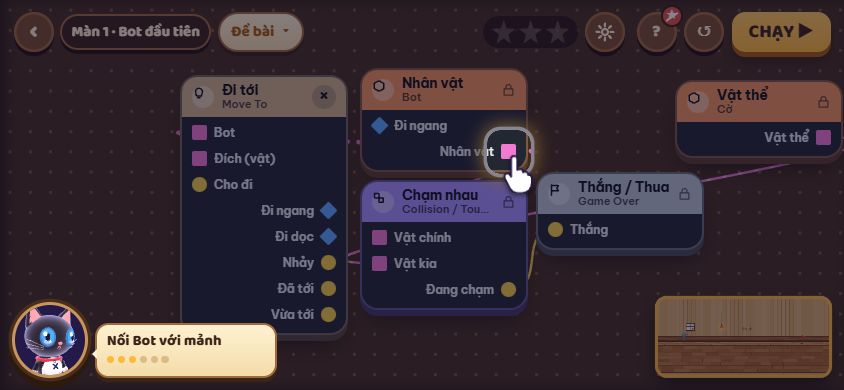 Màn 1 · Bot đầu tiên
Đề bài
?
CHẠY
Đi tới
Move To
×
Bot
Đích (vật)
Cho đi
Đi ngang
Đi dọc
Nhảy
Đã tới
Vừa tới
Nhân vật
Bot
Đi ngang
Nhân vật
Chạm nhau
Collision / Tou...
Vật chính
Vật kia
Đang chạm
Thắng / Thua
Game Over
Thắng
Vật thể
Cờ
Vật thể
Nối Bot với mảnh